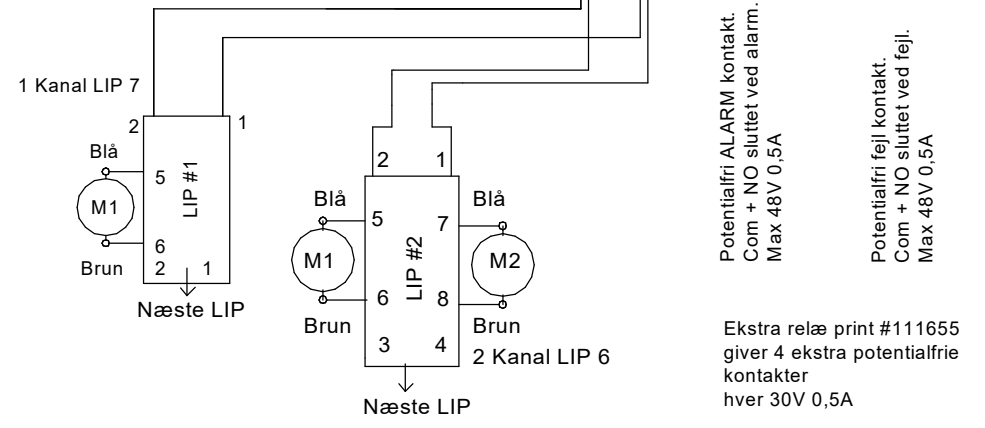 1 Kanal LIP 7
2
1
Blå
5
M1
LIP #1
6
Brun
2
1
Næste LIP
2
1
Blå
5
7
Blå
M1
LIP #2
M2
6
8
Brun
Brun
3
4
2 Kanal LIP 6
Næste LIP
Potentialfri ALARM kontakt.
Com + NO sluttet ved alarm.
Max 48V 0,5A
Potentialfri fejl kontakt.
Com + NO sluttet ved fejl.
Max 48V 0,5A
Ekstra relæ print #111655
giver 4 ekstra potentialfrie
kontakter
hver 30V 0,5A